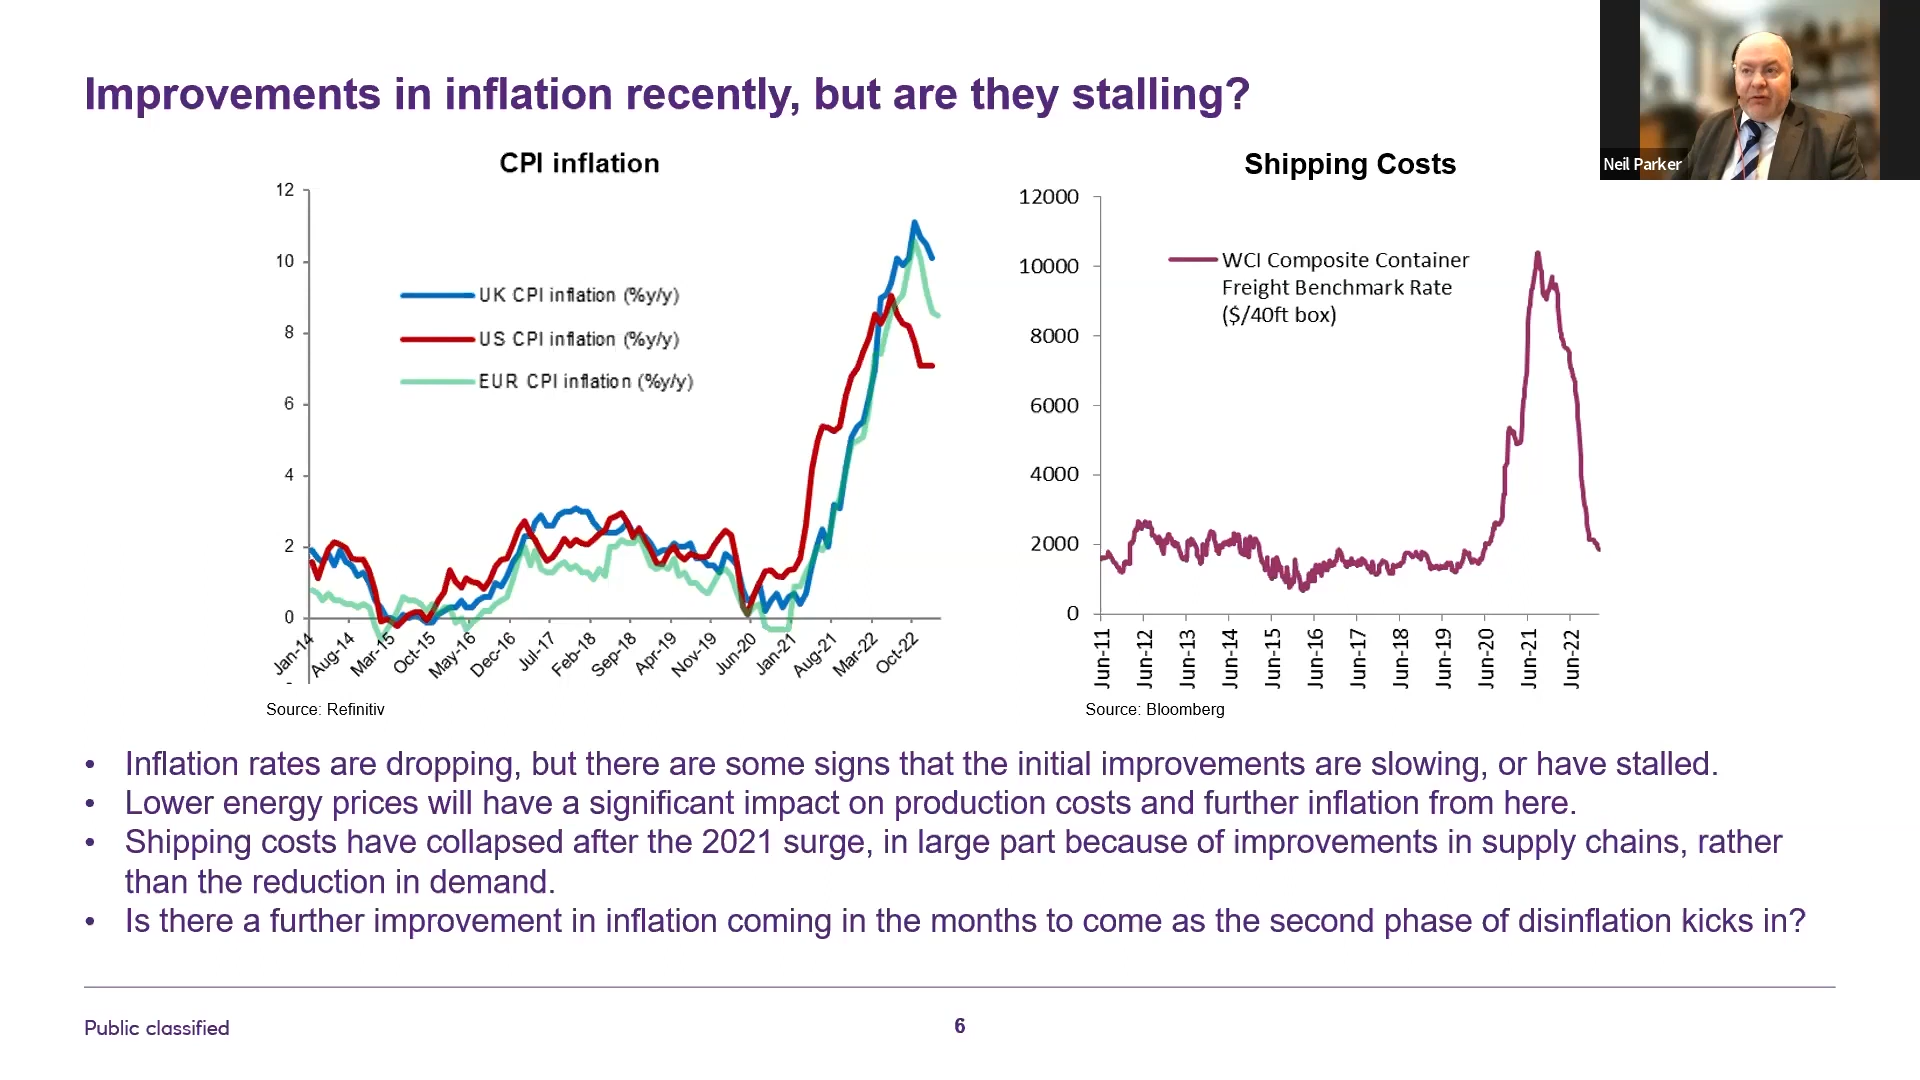 Improvements in inflation recently, but are they stalling?
Neil Parker
CPI inflation
12
10
8
6
4
2
0
UK CPI inflation (%y/y)
US CPI inflation (%y/y)
EUR CPI inflation (%y/y)
Jan-14
Aug-14
Mar-15
Oct-15
May-16
Dec-16
Jul-17
Feb-18
Sep-18
Apr-19
Nov-19
Jun-20
Jan-21
Aug-21
Mar-22
Oct-22
Source: Refinitiv
Shipping Costs
12000
10000
8000
6000
4000
2000
0
WCI Composite Container
Freight Benchmark Rate
($/40ft box)
Jun-11
Jun-12
Jun-13
Jun-14
Jun-15
Jun-16
Jun-17
Jun-18
Jun-19
Jun-20
Jun-21
Jun-22
Source: Bloomberg
• Inflation rates are dropping, but there are some signs that the initial improvements are slowing, or have stalled.
• Lower energy prices will have a significant impact on production costs and further inflation from here.
• Shipping costs have collapsed after the 2021 surge, in large part because of improvements in supply chains, rather
than the reduction in demand.
• Is there a further improvement in inflation coming in the months to come as the second phase of disinflation kicks in?
Public classified
6